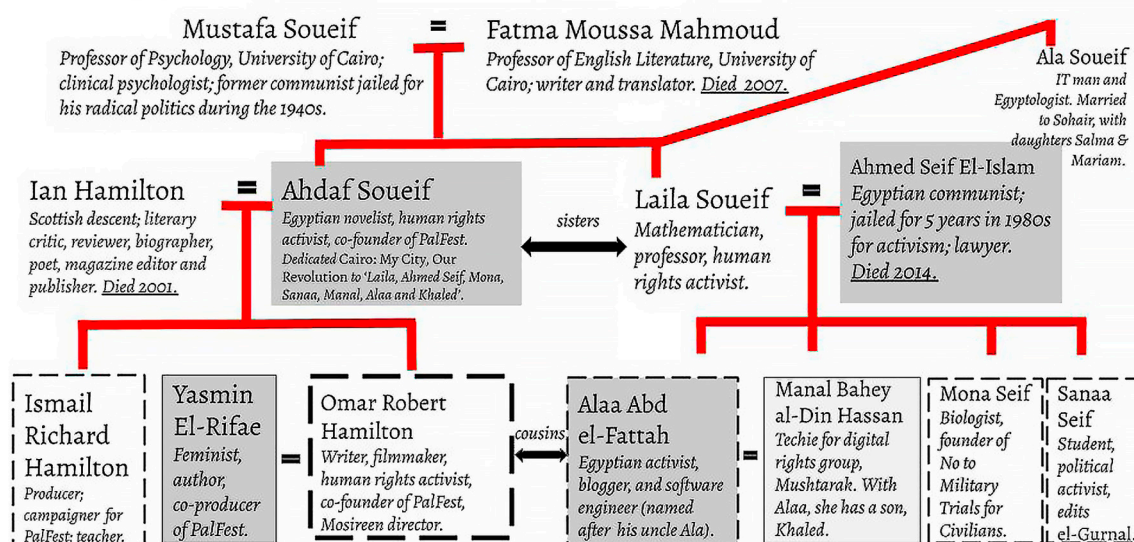 Mustafa Soueif
Professor of Psychology, University of Cairo;
clinical psychologist; former communist jailed for
his radical politics during the 1940s.
=
Fatma Moussa Mahmoud
Professor of English Literature, University of
Cairo; writer and translator. Died 2007.
Ala Soueif
IT man and
Egyptologist. Married
to Sohair, with
daughters Salma &
Mariam.
Ian Hamilton
Scottish descent; literary
critic, reviewer, biographer,
poet, magazine editor and
publisher. Died 2001.
=
Ahdaf Soueif
Egyptian novelist, human rights
activist, co-founder of PalFest.
Dedicated Cairo: My City, Our
Revolution to ‘Laila, Ahmed Seif, Mona,
Sanaa, Manal, Alaa and Khaled’.
sisters
Laila Soueif
Mathematician,
professor, human
rights activist.
=
Ahmed Seif El-Islam
Egyptian communist;
jailed for 5 years in 1980s
for activism; lawyer.
Died 2014.
Ismail
Richard
Hamilton
Producer;
campaigner for
PalFest; teacher.
Yasmin
El-Rifae
Feminist,
author,
co-producer
of PalFest.
=
Omar Robert
Hamilton
Writer, filmmaker,
human rights activist,
co-founder of PalFest,
Mosireen director.
cousins
Alaa Abd
el-Fattah
Egyptian activist,
blogger, and software
engineer (named
after his uncle Ala).
=
Manal Bahey
al-Din Hassan
Techie for digital
rights group,
Mushtarak. With
Alaa, she has a son,
Khaled.
Mona Seif
Biologist,
founder of
No to
Military
Trials for
Civilians.
Sanaa
Seif
Student,
political
activist,
edits
el-Gurnal.